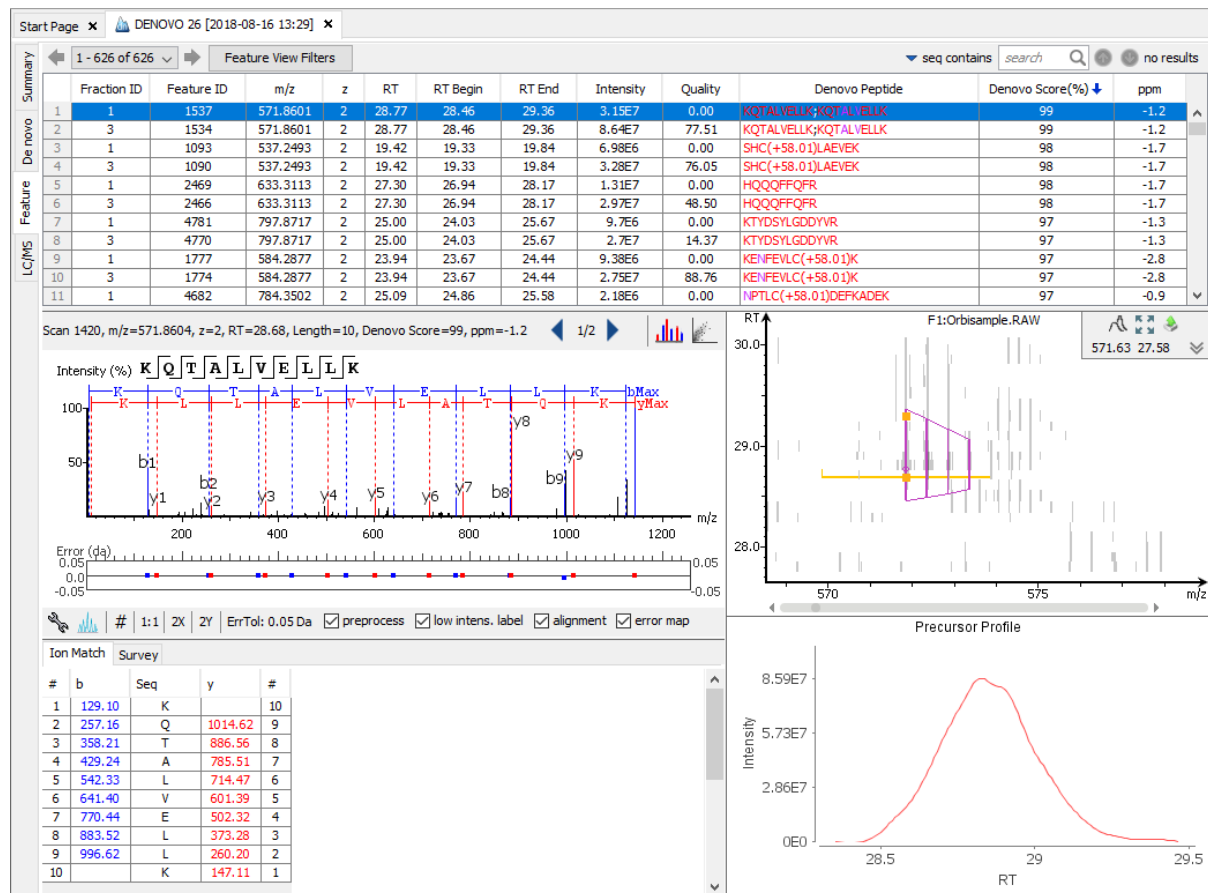 Start Page ✕ DENOVO 26 [2018-08-16 13:29] ✕
Summary
De novo
Feature
LC/MS
1 - 626 of 626 Feature View Filters seq contains search no results
Fraction ID Feature ID m/z z RT RT Begin RT End Intensity Quality Denovo Peptide Denovo Score(%) ppm
1 1 1537 571.8601 2 28.77 28.46 29.36 3.15E7 0.00 KQTALVELLK;KQTALVELLK 99 -1.2
2 3 1534 571.8601 2 28.77 28.46 29.36 8.64E7 77.51 KQTALVELLK;KQTALVELLK 99 -1.2
3 1 1093 537.2493 2 19.42 19.33 19.84 6.98E6 0.00 SHC(+58.01)LAEVEK 98 -1.7
4 3 1090 537.2493 2 19.42 19.33 19.84 3.28E7 76.05 SHC(+58.01)LAEVEK 98 -1.7
5 1 2469 633.3113 2 27.30 26.94 28.17 1.31E7 0.00 HQQQFFQFR 98 -1.7
6 3 2466 633.3113 2 27.30 26.94 28.17 2.97E7 48.50 HQQQFFQFR 98 -1.7
7 1 4781 797.8717 2 25.00 24.03 25.67 9.7E6 0.00 KTYDSYLGDDYVR 97 -1.3
8 3 4770 797.8717 2 25.00 24.03 25.67 2.7E7 14.37 KTYDSYLGDDYVR 97 -1.3
9 1 1777 584.2877 2 23.94 23.67 24.44 9.38E6 0.00 KENFEVLC(+58.01)K 97 -2.8
10 3 1774 584.2877 2 23.94 23.67 24.44 2.75E7 88.76 KENFEVLC(+58.01)K 97 -2.8
11 1 4682 784.3502 2 25.09 24.86 25.58 2.18E6 0.00 NPTLC(+58.01)DEFKADEK 97 -0.9
Scan 1420, m/z=571.8604, z=2, RT=28.68, Length=10, Denovo Score=99, ppm=-1.2 1/2
Intensity (%) K Q T A L V E L L K
K Q T A L V E L L K bMax
K L L E V L A T Q K yMax
100
50
b1 y1 b2 y2 y3 y4 y5 y6 y7 b8 y8 b9 y9
200 400 600 800 1000 1200 m/z
Error (da)
0.05 0.05
0.0
-0.05 -0.05
# 1:1 2X 2Y ErrTol: 0.05 Da preprocess low intens. label alignment error map
Ion Match Survey
# b Seq y #
1 129.10 K 10
2 257.16 Q 1014.62 9
3 358.21 T 886.56 8
4 429.24 A 785.51 7
5 542.33 L 714.47 6
6 641.40 V 601.39 5
7 770.44 E 502.32 4
8 883.52 L 373.28 3
9 996.62 L 260.20 2
10 K 147.11 1
RT F1:Orbisample.RAW
571.63 27.58
30.0
29.0
28.0
570 575 m/z
Precursor Profile
Intensity
8.59E7
5.73E7
2.86E7
0E0
28.5 29 29.5
RT